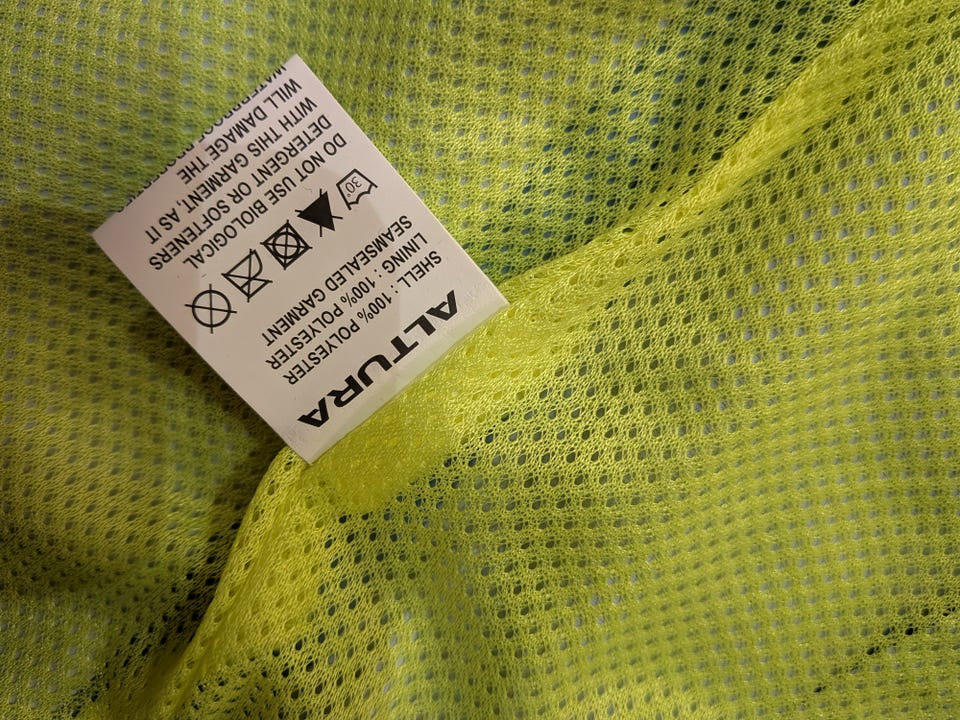 ALTURA
SHELL : 100% POLYESTER
LINING : 100% POLYESTER
SEAMSEALED GARMENT
30°
DO NOT USE BIOLOGICAL
DETERGENT OR SOFTENERS
WITH THIS GARMENT, AS IT
WILL DAMAGE THE